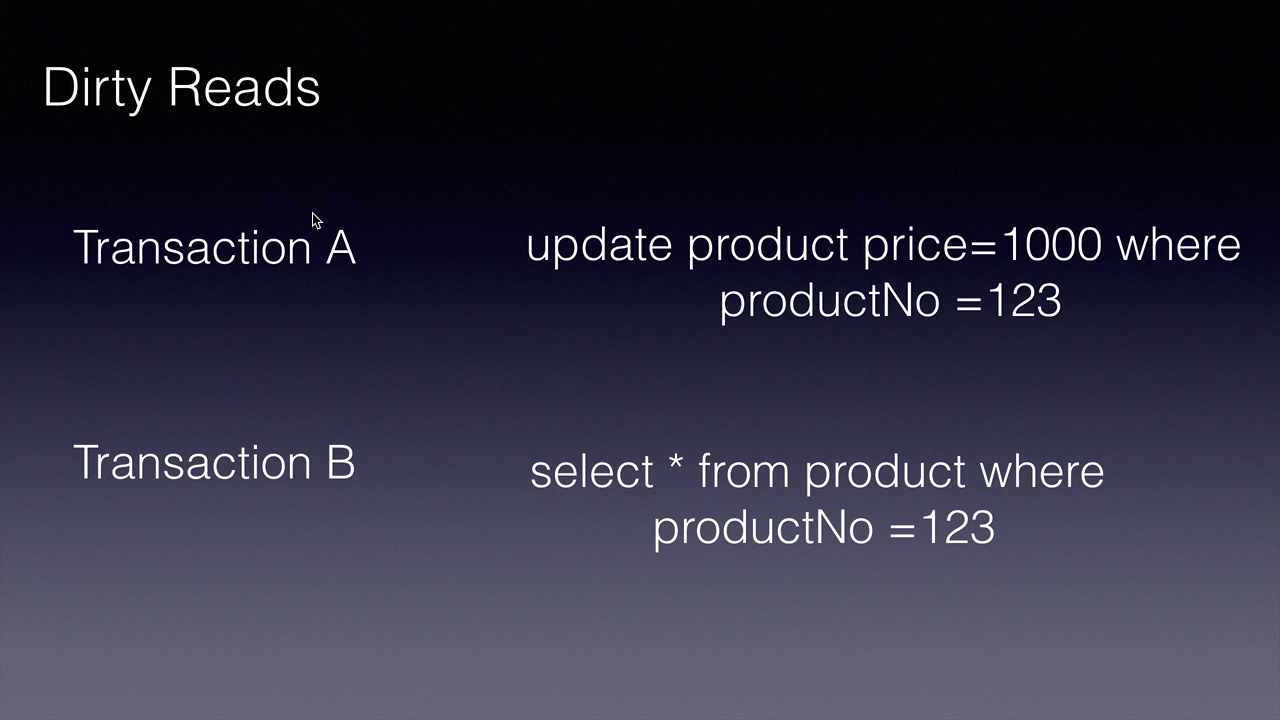 Dirty Reads
Transaction A
update product price=1000 where
productNo =123
Transaction B
select * from product where
productNo =123